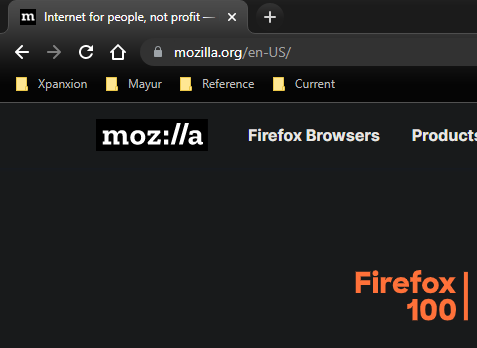 m Internet for people, not profit —
mozilla.org/en-US/
Xpanxion Mayur Reference Current
moz://a Firefox Browsers Products
Firefox
100